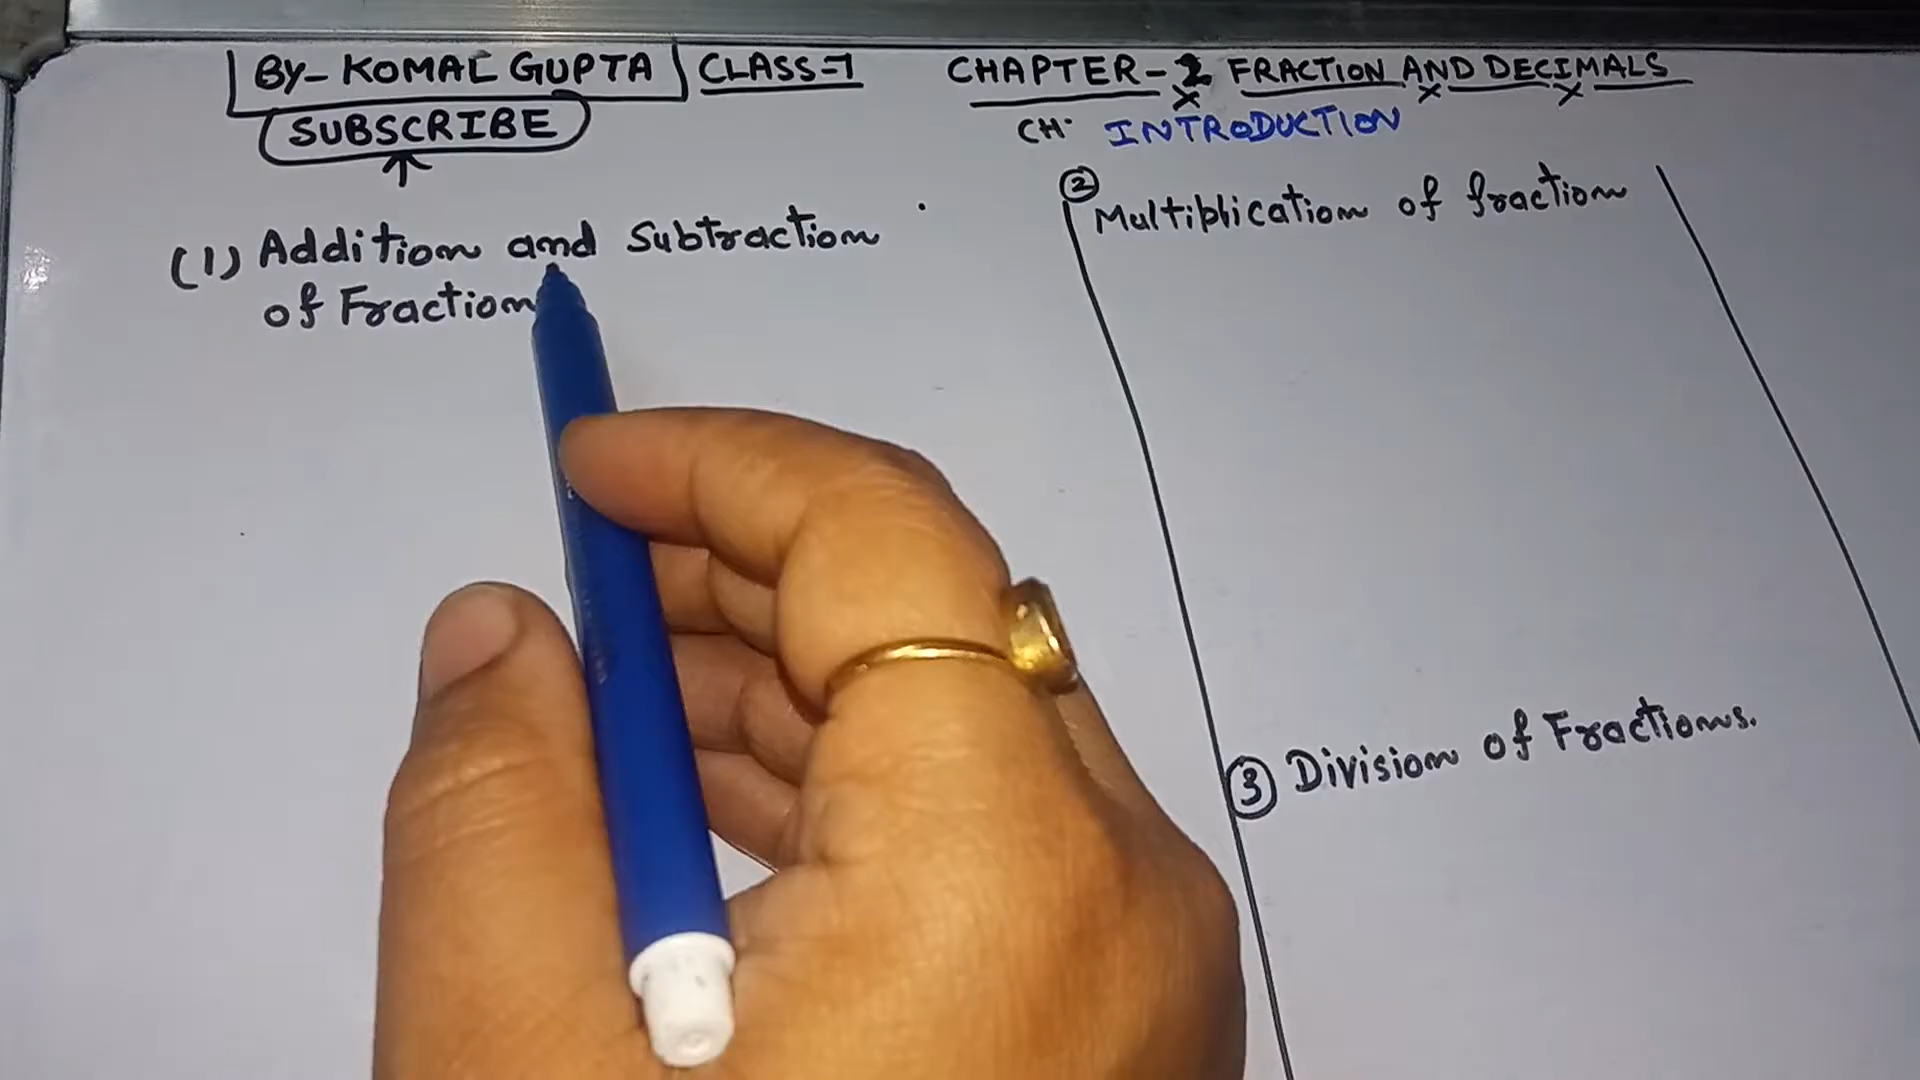 BY- KOMAL GUPTA
CLASS-7
CHAPTER-2 FRACTION AND DECIMALS
SUBSCRIBE
CH. INTRODUCTION
(1) Addition and Subtraction
of Fraction
② Multiplication of fraction
③ Division of Fractions.